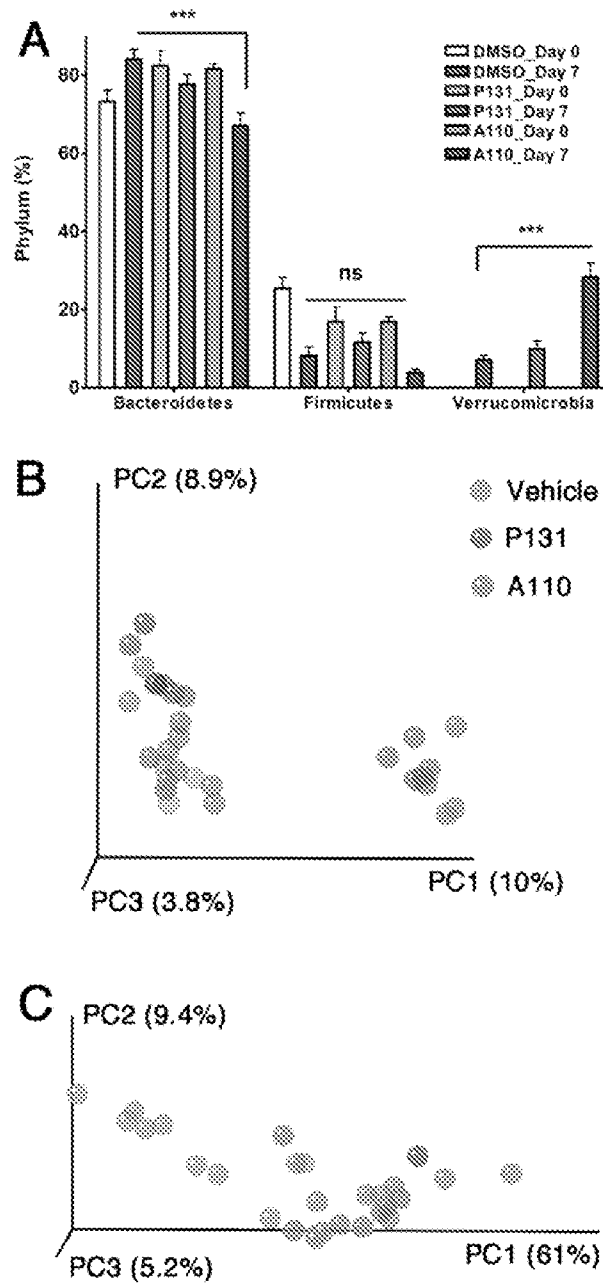 A
***
80
60
40
20
0
Phylum (%)
DMSO_Day 0
DMSO_Day 7
P131_Day 0
P131_Day 7
A110_Day 0
A110_Day 7
ns
***
Bacteroidetes
Firmicutes
Verrucomicrobia
B
PC2 (8.9%)
Vehicle
P131
A110
PC3 (3.8%)
PC1 (10%)
C
PC2 (9.4%)
PC3 (5.2%)
PC1 (61%)